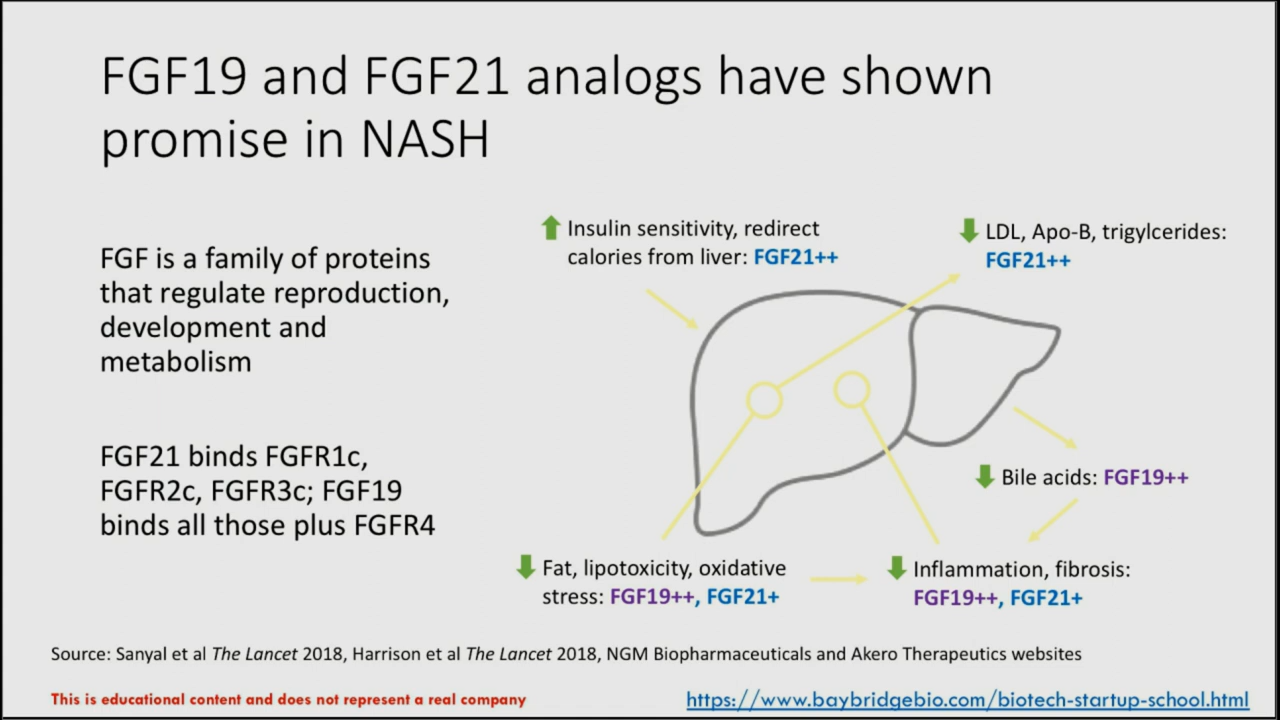 FGF19 and FGF21 analogs have shown
promise in NASH
FGF is a family of proteins
that regulate reproduction,
development and
metabolism
FGF21 binds FGFR1c,
FGFR2c, FGFR3c; FGF19
binds all those plus FGFR4
Insulin sensitivity, redirect
calories from liver: FGF21++
LDL, Apo-B, trigylcerides:
FGF21++
Bile acids: FGF19++
Fat, lipotoxicity, oxidative
stress: FGF19++, FGF21+
Inflammation, fibrosis:
FGF19++, FGF21+
Source: Sanyal et al The Lancet 2018, Harrison et al The Lancet 2018, NGM Biopharmaceuticals and Akero Therapeutics websites
This is educational content and does not represent a real company
https://www.baybridgebio.com/biotech-startup-school.html